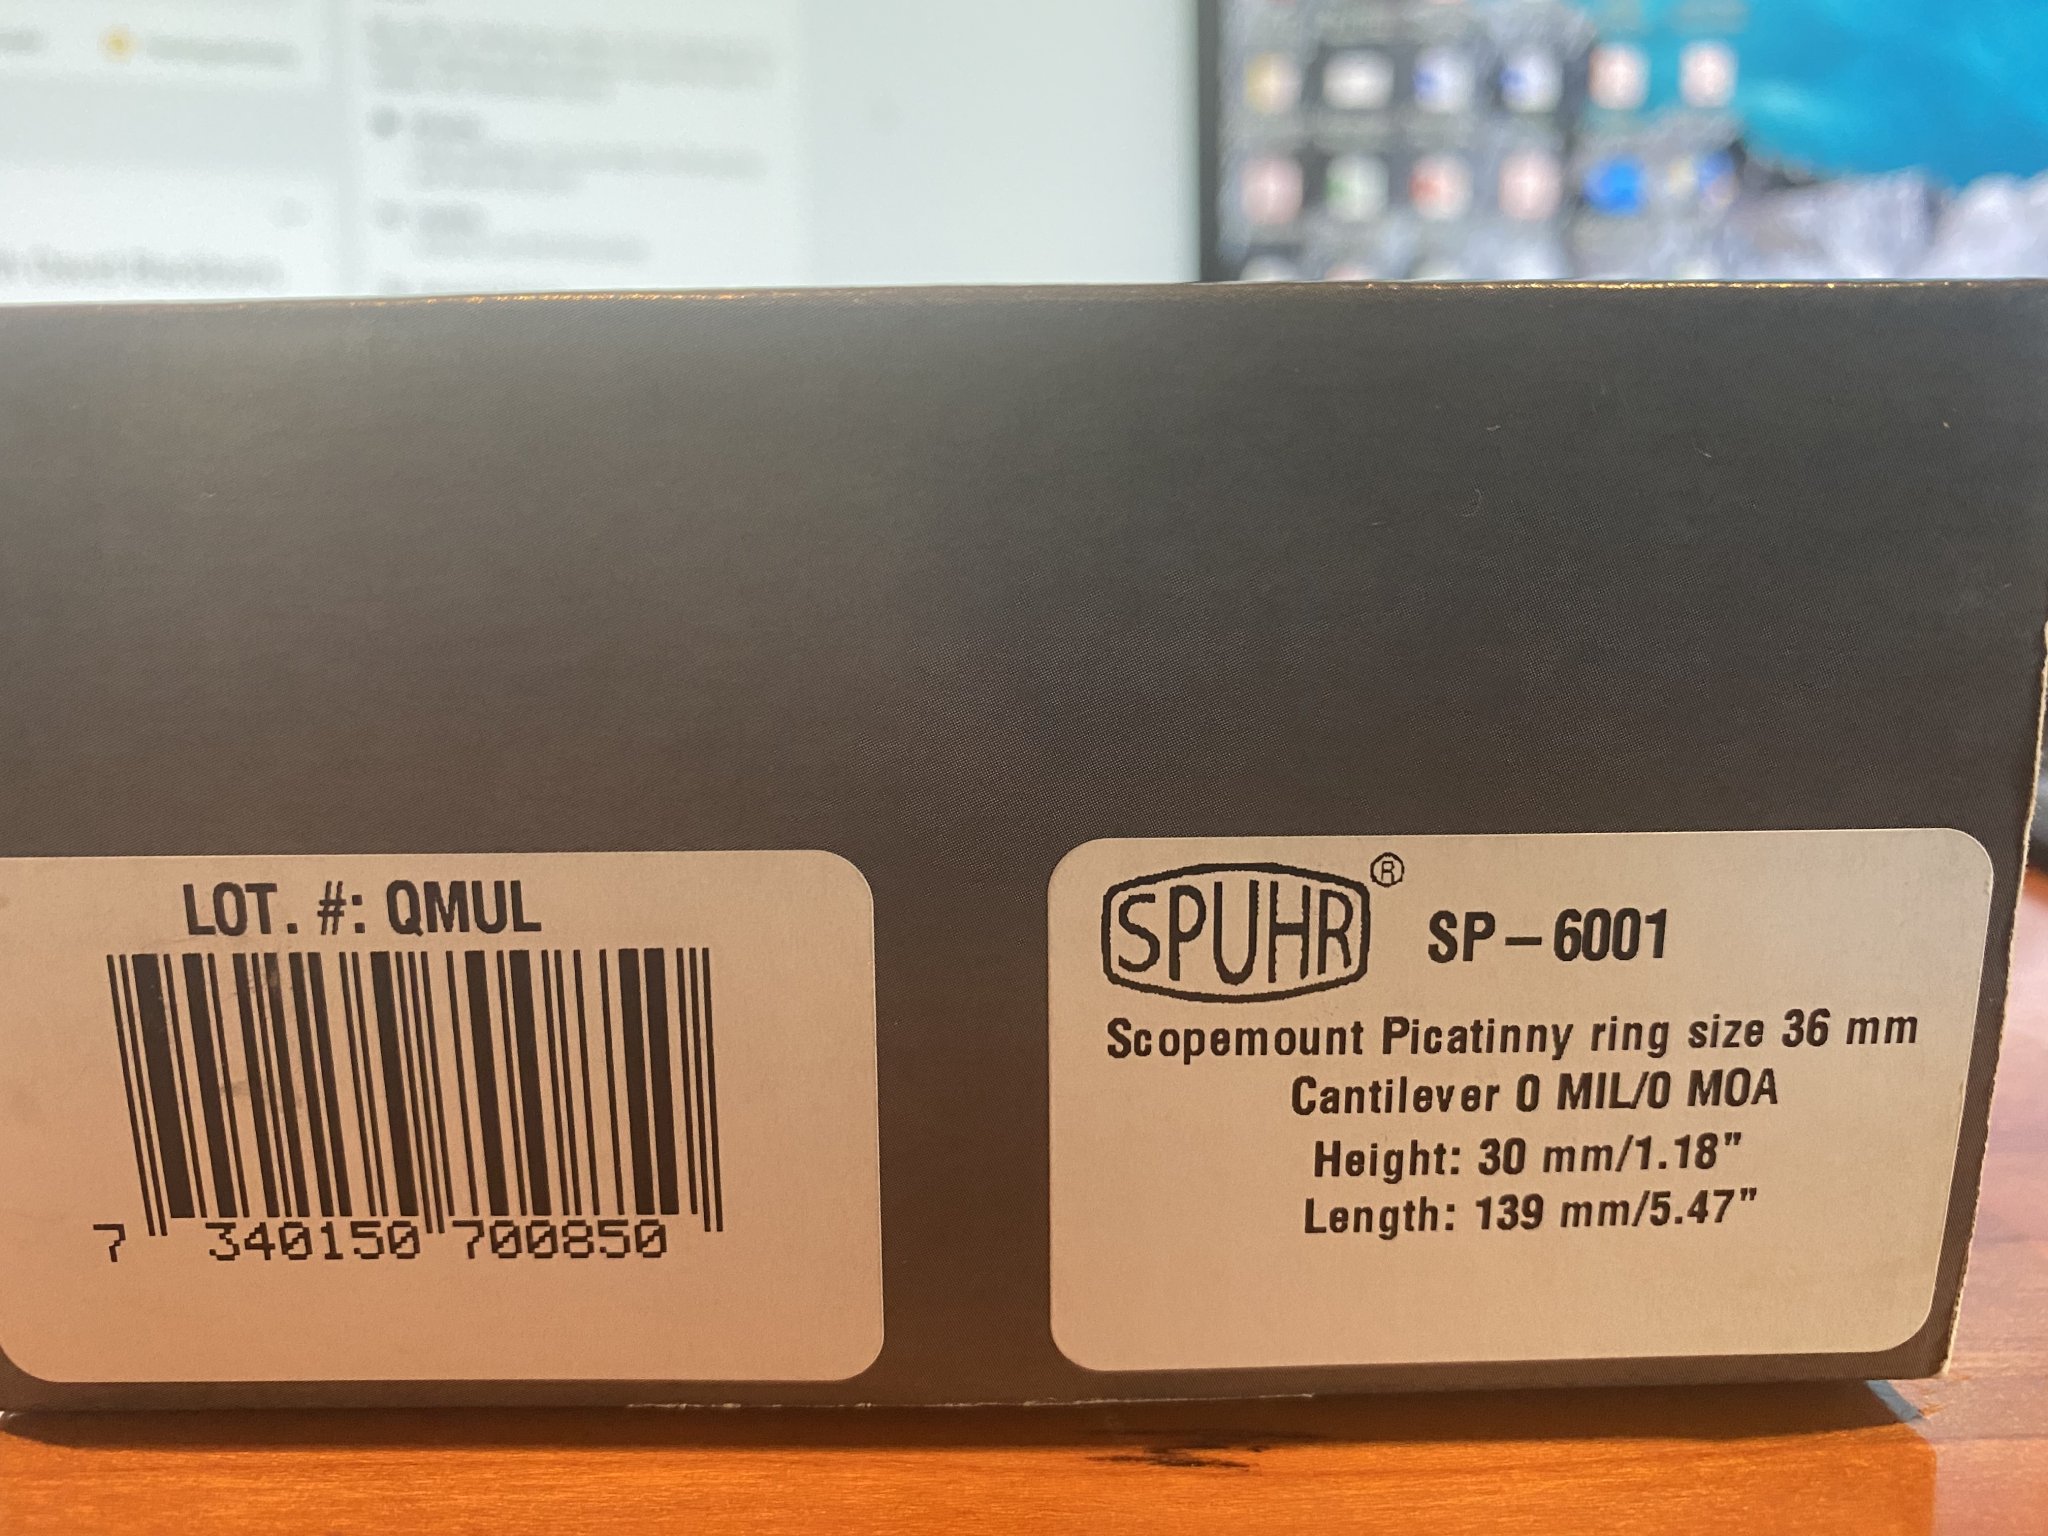 LOT. #: QMUL
7 340150 700850
SPUHR® SP-6001
Scopemount Picatinny ring size 36 mm
Cantilever 0 MIL/0 MOA
Height: 30 mm/1.18"
Length: 139 mm/5.47"